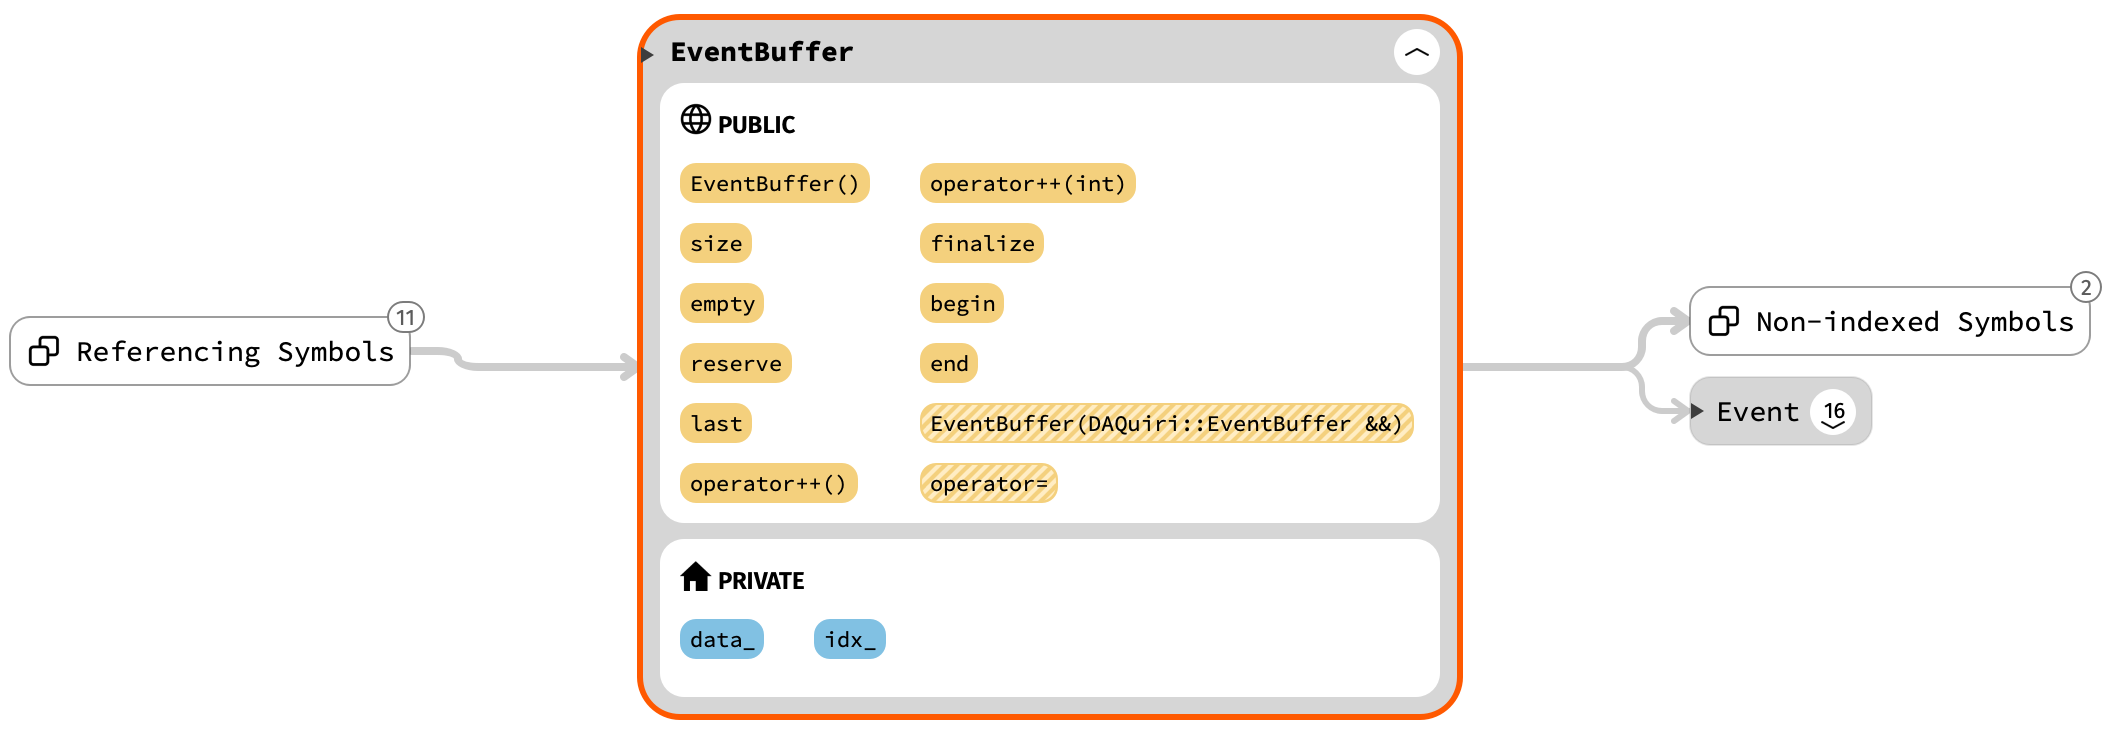 EventBuffer
PUBLIC
EventBuffer() operator++(int)
size finalize
empty begin
reserve end
last EventBuffer(DAQuiri::EventBuffer &&)
operator++() operator=
PRIVATE
data_ idx_
11
Referencing Symbols
2
Non-indexed Symbols
Event 16